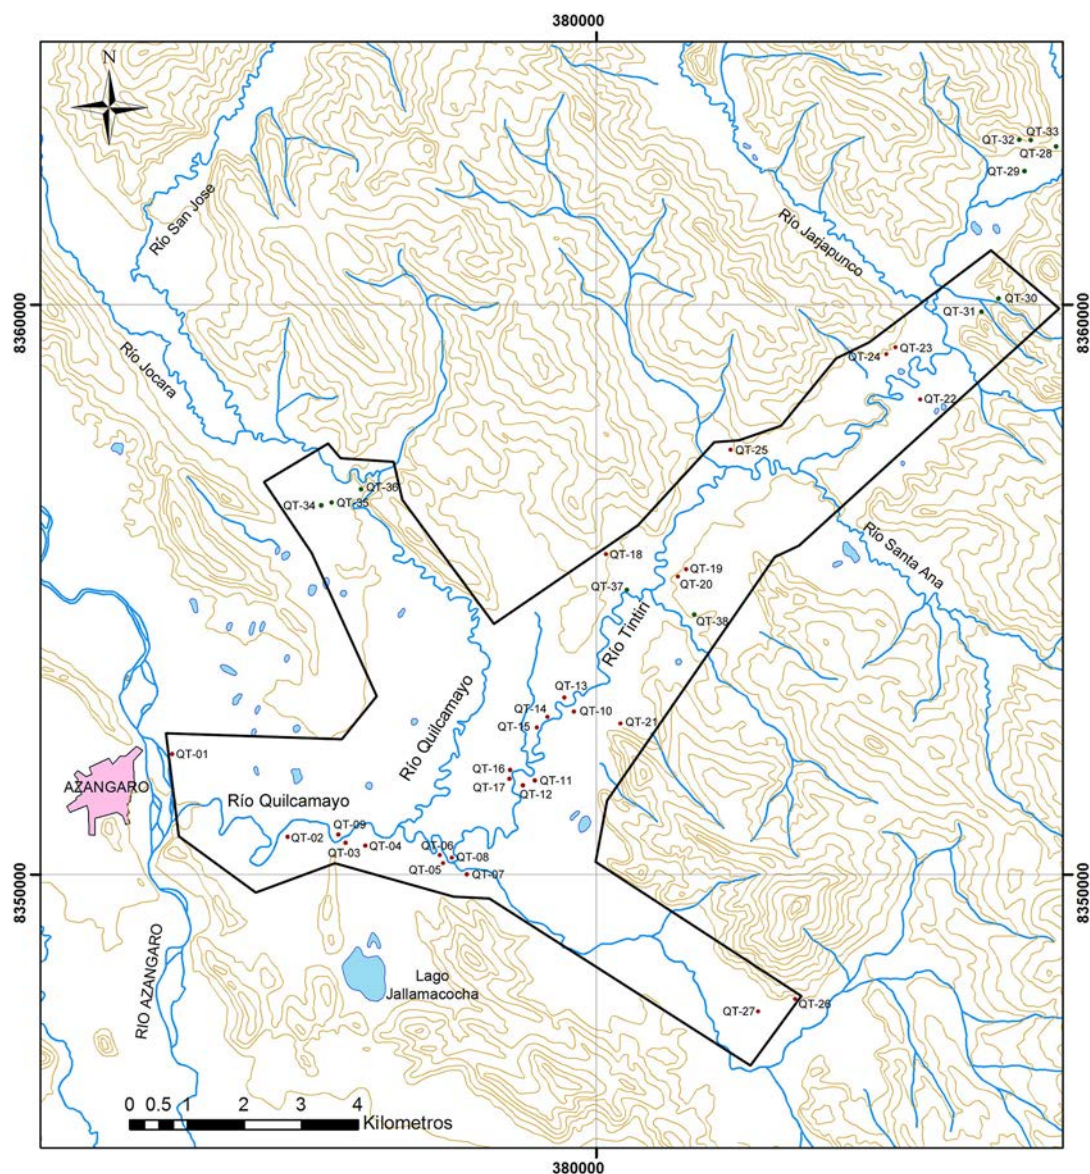 380000
N
QT-33
QT-32
QT-28
QT-29
Río San Jose
Río Jarjapunco
QT-30
8360000
8360000
QT-31
QT-23
QT-24
Río Jocara
QT-22
QT-25
QT-36
QT-34
QT-35
Río Santa Ana
QT-18
QT-19
QT-37
QT-20
QT-38
Río Tintiri
QT-13
QT-14
QT-10
QT-15
QT-21
Río Quilcamayo
QT-01
QT-16
QT-17
QT-11
AZANGARO
QT-12
Río Quilcamayo
QT-09
QT-02
QT-03
QT-04
QT-06
QT-08
QT-05
QT-07
8350000
8350000
RIO AZANGARO
Lago
Jallamacocha
QT-26
QT-27
0 0.5 1 2 3 4
Kilometros
380000